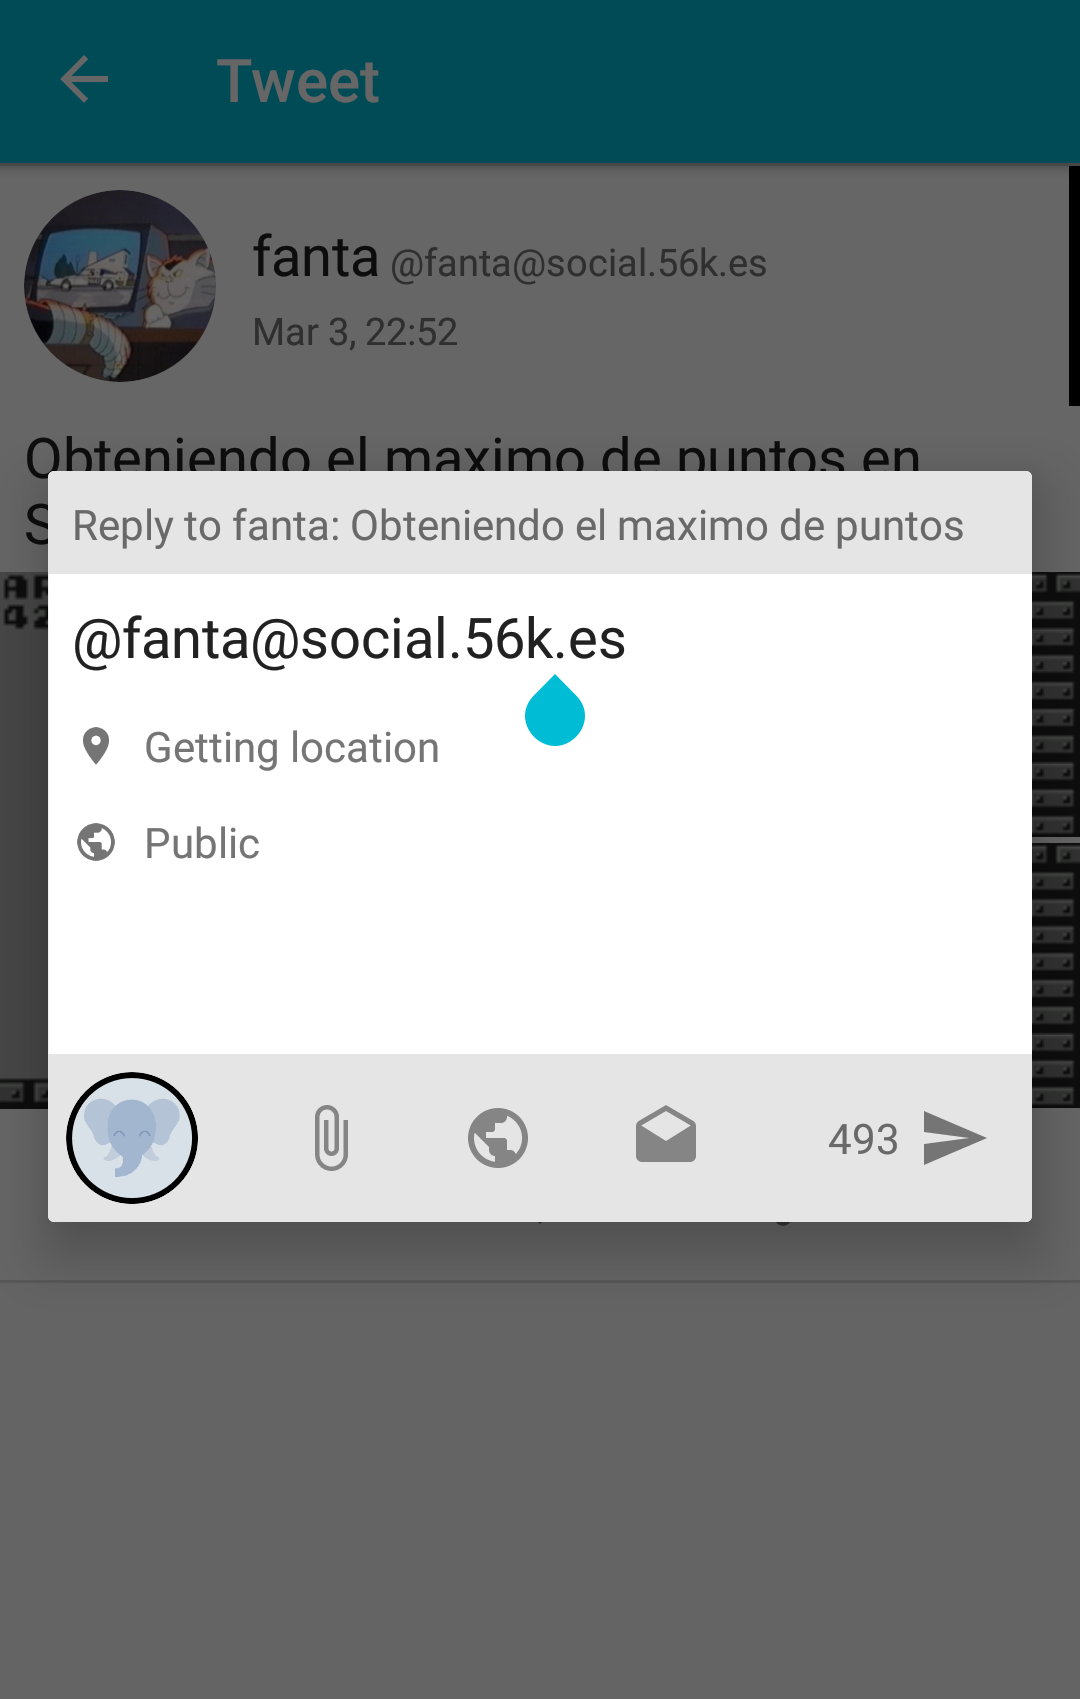 Tweet
fanta @fanta@social.56k.es
Mar 3, 22:52
Obteniendo el maximo de puntos en
Reply to fanta: Obteniendo el maximo de puntos
@fanta@social.56k.es
Getting location
Public
493